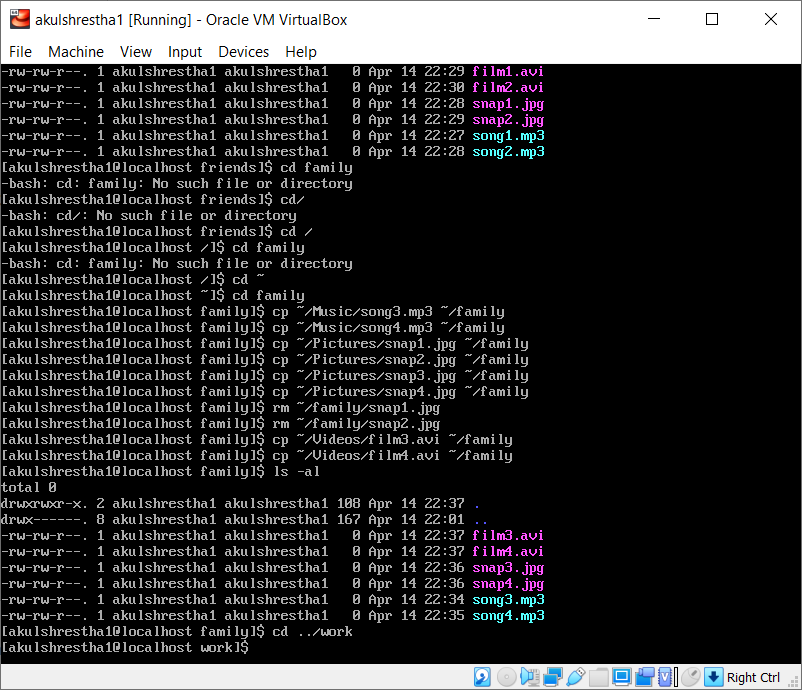 akulshrestha1 [Running] - Oracle VM VirtualBox
File Machine View Input Devices Help
-rw-rw-r--. 1 akulshrestha1 akulshrestha1   0 Apr 14 22:29 film1.avi
-rw-rw-r--. 1 akulshrestha1 akulshrestha1   0 Apr 14 22:30 film2.avi
-rw-rw-r--. 1 akulshrestha1 akulshrestha1   0 Apr 14 22:28 snap1.jpg
-rw-rw-r--. 1 akulshrestha1 akulshrestha1   0 Apr 14 22:29 snap2.jpg
-rw-rw-r--. 1 akulshrestha1 akulshrestha1   0 Apr 14 22:27 song1.mp3
-rw-rw-r--. 1 akulshrestha1 akulshrestha1   0 Apr 14 22:28 song2.mp3
[akulshrestha1@localhost friends]$ cd family
-bash: cd: family: No such file or directory
[akulshrestha1@localhost friends]$ cd/
-bash: cd/: No such file or directory
[akulshrestha1@localhost friends]$ cd /
[akulshrestha1@localhost /]$ cd family
-bash: cd: family: No such file or directory
[akulshrestha1@localhost /]$ cd ~
[akulshrestha1@localhost ~]$ cd family
[akulshrestha1@localhost family]$ cp ~/Music/song3.mp3 ~/family
[akulshrestha1@localhost family]$ cp ~/Music/song4.mp3 ~/family
[akulshrestha1@localhost family]$ cp ~/Pictures/snap1.jpg ~/family
[akulshrestha1@localhost family]$ cp ~/Pictures/snap2.jpg ~/family
[akulshrestha1@localhost family]$ cp ~/Pictures/snap3.jpg ~/family
[akulshrestha1@localhost family]$ cp ~/Pictures/snap4.jpg ~/family
[akulshrestha1@localhost family]$ rm ~/family/snap1.jpg
[akulshrestha1@localhost family]$ rm ~/family/snap2.jpg
[akulshrestha1@localhost family]$ cp ~/Videos/film3.avi ~/family
[akulshrestha1@localhost family]$ cp ~/Videos/film4.avi ~/family
[akulshrestha1@localhost family]$ ls -al
total 0
drwxrwxr-x. 2 akulshrestha1 akulshrestha1 108 Apr 14 22:37 .
drwx------. 8 akulshrestha1 akulshrestha1 167 Apr 14 22:01 ..
-rw-rw-r--. 1 akulshrestha1 akulshrestha1   0 Apr 14 22:37 film3.avi
-rw-rw-r--. 1 akulshrestha1 akulshrestha1   0 Apr 14 22:37 film4.avi
-rw-rw-r--. 1 akulshrestha1 akulshrestha1   0 Apr 14 22:36 snap3.jpg
-rw-rw-r--. 1 akulshrestha1 akulshrestha1   0 Apr 14 22:36 snap4.jpg
-rw-rw-r--. 1 akulshrestha1 akulshrestha1   0 Apr 14 22:34 song3.mp3
-rw-rw-r--. 1 akulshrestha1 akulshrestha1   0 Apr 14 22:35 song4.mp3
[akulshrestha1@localhost family]$ cd ../work
[akulshrestha1@localhost work]$
Right Ctrl